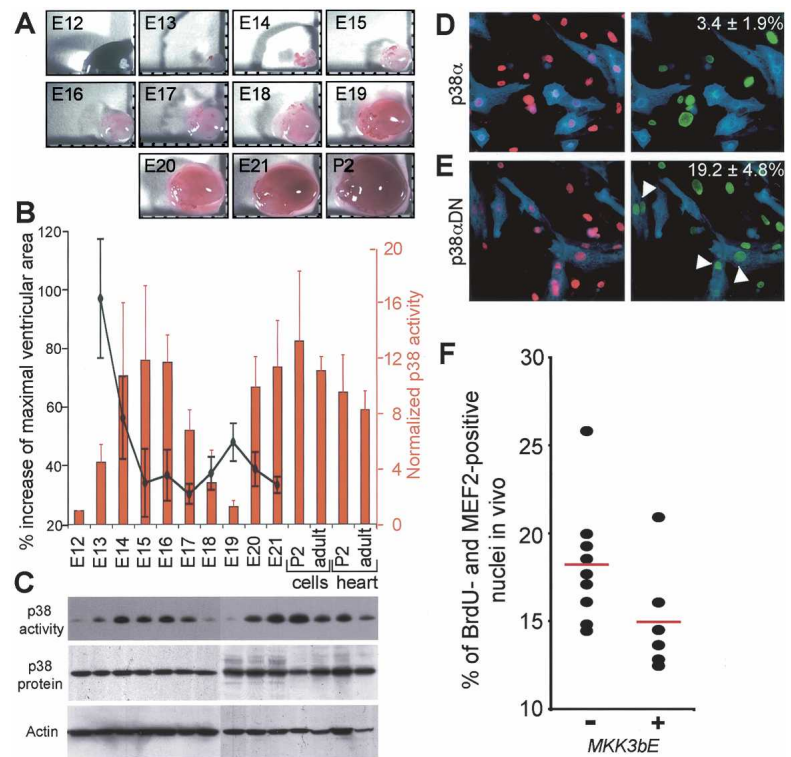 A
E12
E13
E14
E15
E16
E17
E18
E19
E20
E21
P2
B
% increase of maximal ventricular area
120
100
80
60
40
20
Normalized p38 activity
20
16
12
8
4
0
E12
E13
E14
E15
E16
E17
E18
E19
E20
E21
P2
adult
P2
adult
cells heart
C
p38
activity
p38
protein
Actin
D
p38α
3.4 ± 1.9%
E
p38αDN
19.2 ± 4.8%
F
% of BrdU- and MEF2-positive
nuclei in vivo
30
25
20
15
10
- +
MKK3bE